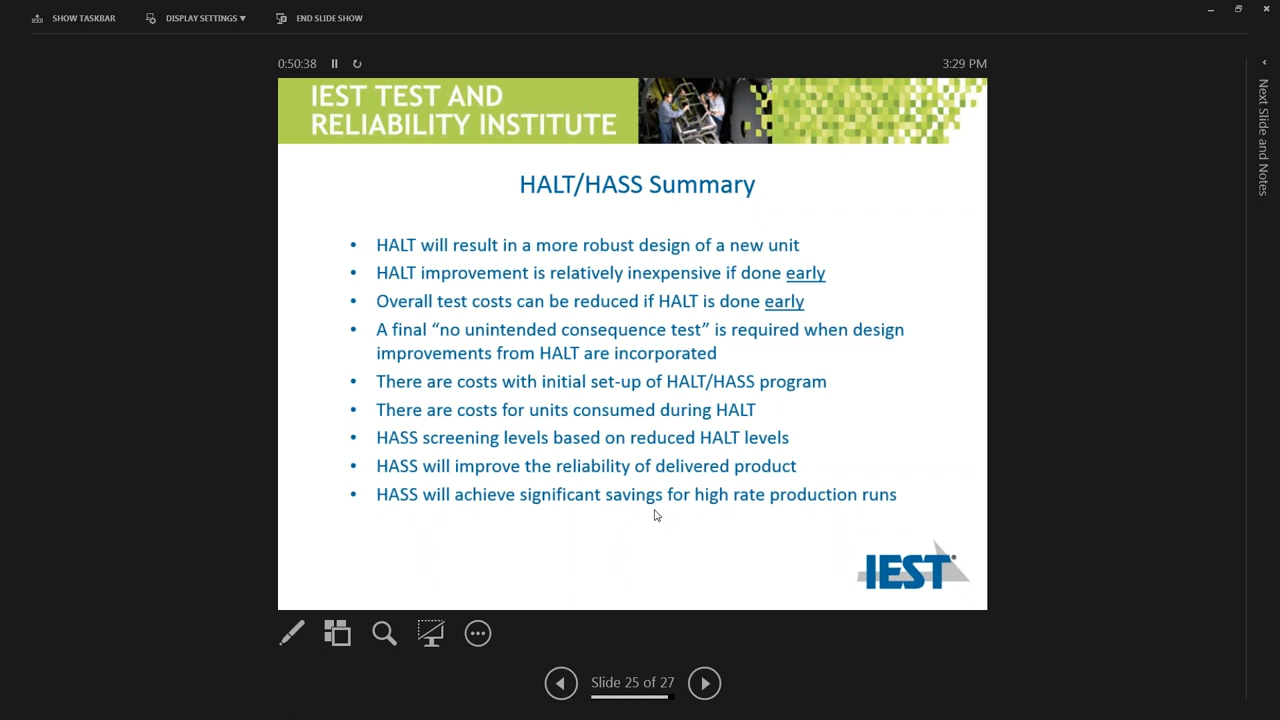 SHOW TASKBAR
DISPLAY SETTINGS ▾
END SLIDE SHOW
0:50:38
3:29 PM
IEST TEST AND
RELIABILITY INSTITUTE
HALT/HASS Summary
• HALT will result in a more robust design of a new unit
• HALT improvement is relatively inexpensive if done early
• Overall test costs can be reduced if HALT is done early
• A final “no unintended consequence test” is required when design
improvements from HALT are incorporated
• There are costs with initial set-up of HALT/HASS program
• There are costs for units consumed during HALT
• HASS screening levels based on reduced HALT levels
• HASS will improve the reliability of delivered product
• HASS will achieve significant savings for high rate production runs
IEST®
Slide 25 of 27
Next Slide and Notes